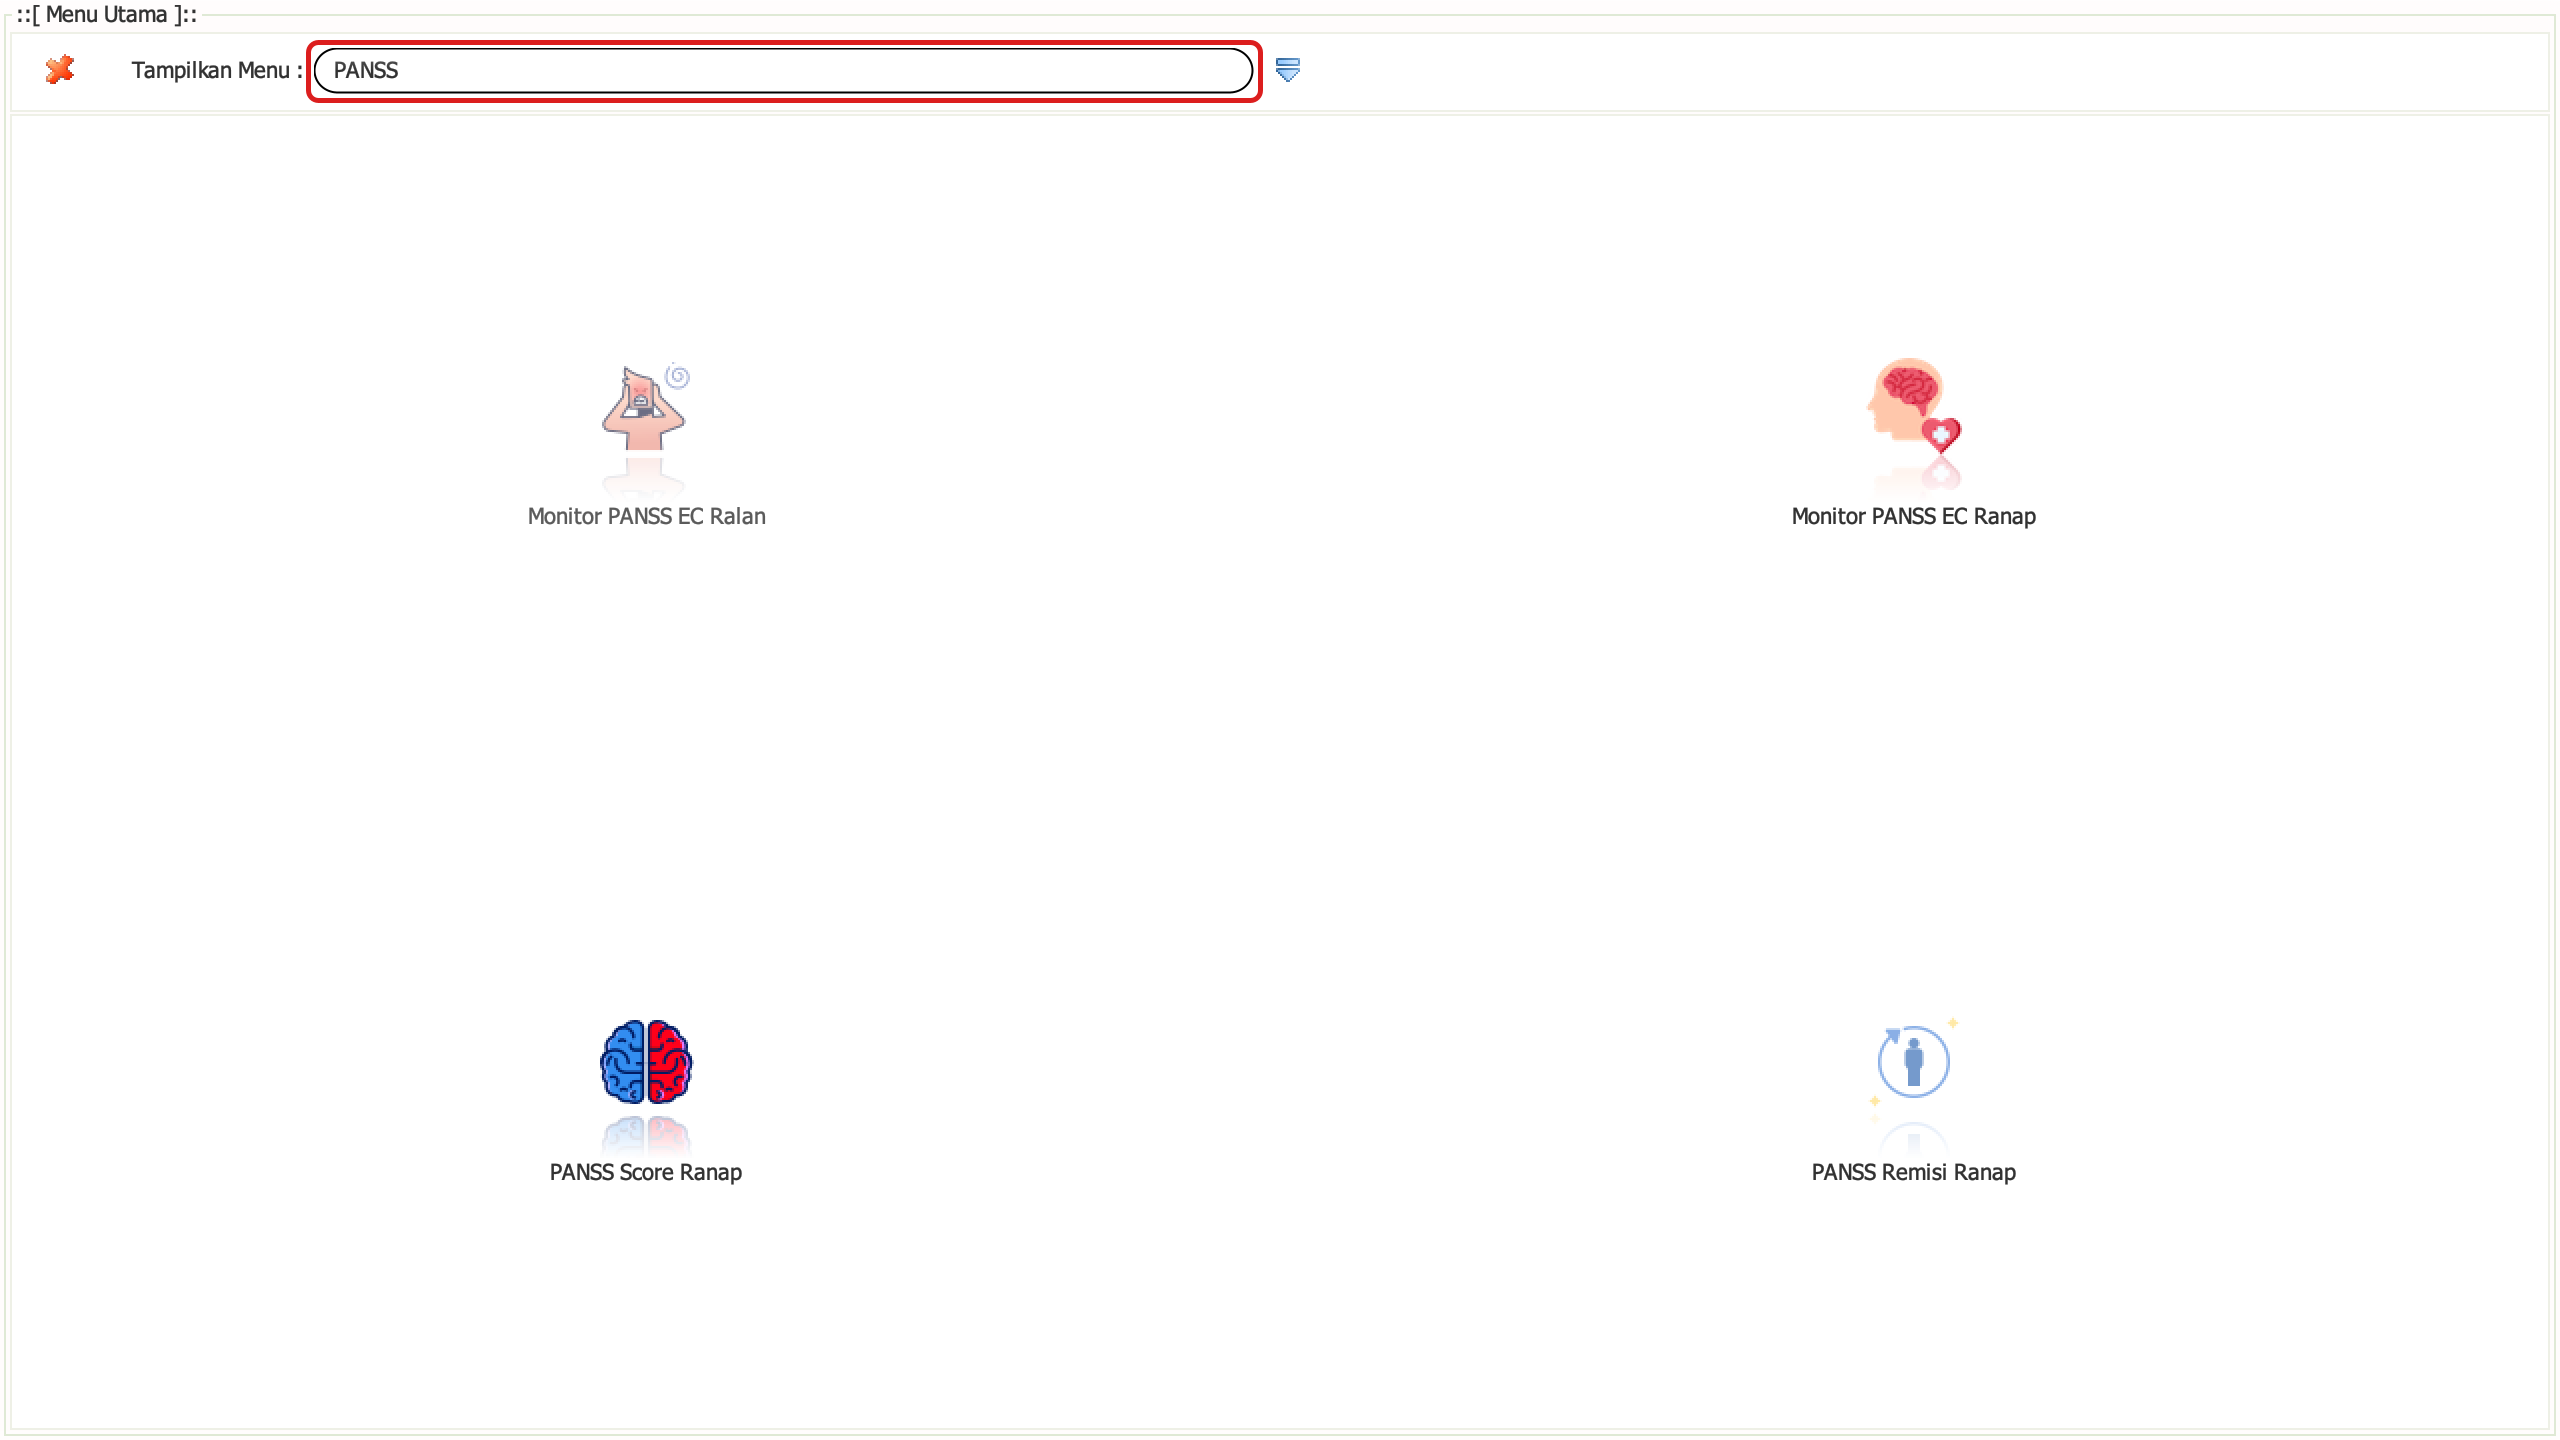 ::[ Menu Utama ]::
Tampilkan Menu : PANSS
Monitor PANSS EC Ralan
Monitor PANSS EC Ranap
PANSS Score Ranap
PANSS Remisi Ranap